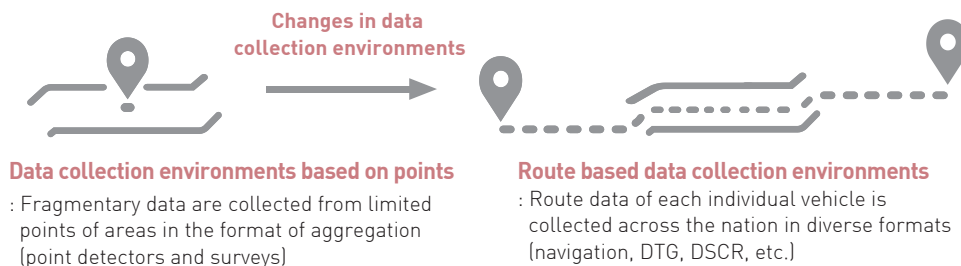 Changes in data
collection environments
Data collection environments based on points
: Fragmentary data are collected from limited
points of areas in the format of aggregation
(point detectors and surveys)
Route based data collection environments
: Route data of each individual vehicle is
collected across the nation in diverse formats
(navigation, DTG, DSCR, etc.)